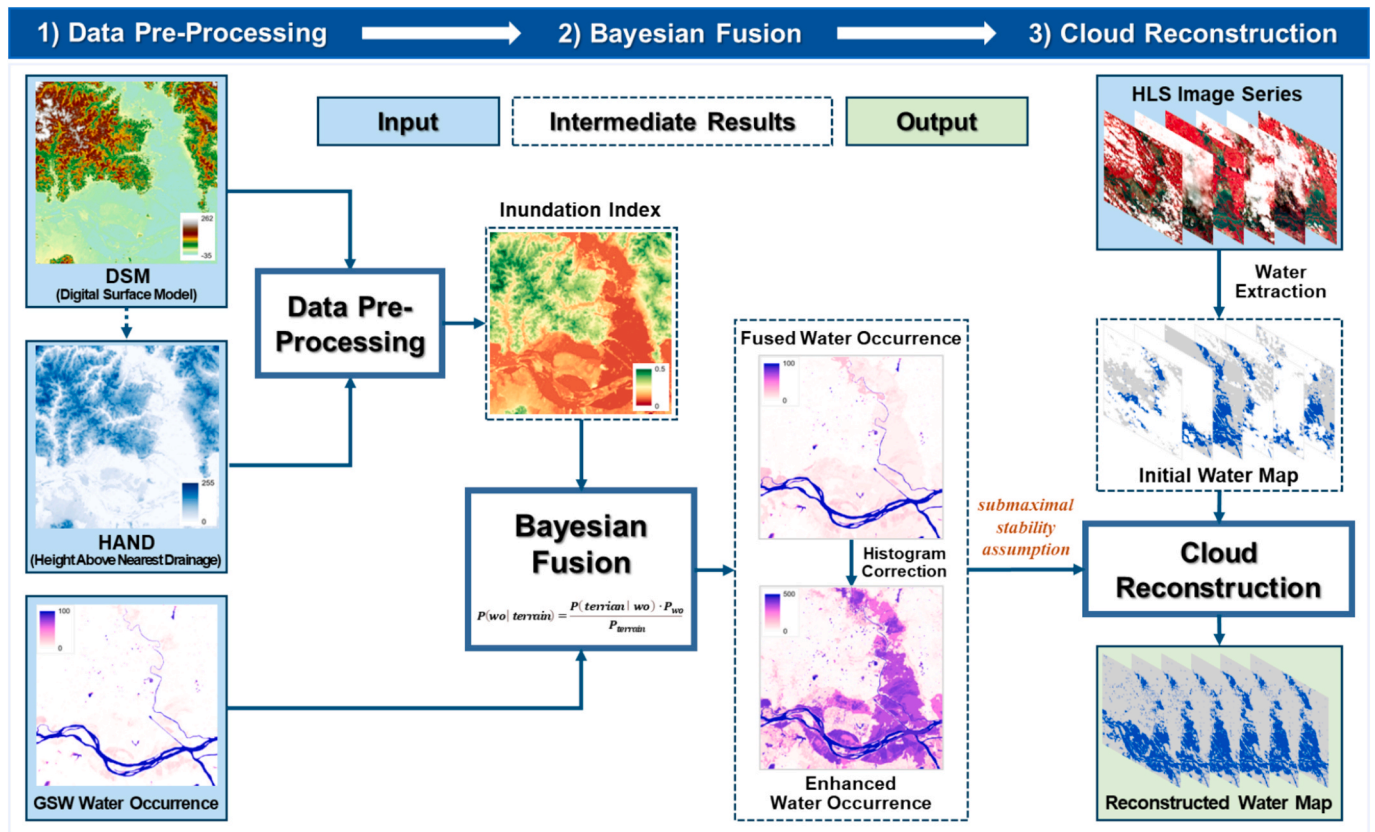 1) Data Pre-Processing
2) Bayesian Fusion
3) Cloud Reconstruction
Input
Intermediate Results
Output
262
-35
DSM
(Digital Surface Model)
255
0
HAND
(Height Above Nearest Drainage)
100
0
GSW Water Occurrence
Data Pre-
Processing
Inundation Index
0.5
0
Bayesian
Fusion
P(wo| terrain) = P(terrian | wo) · Pwo / Pterrain
Fused Water Occurrence
100
0
Histogram
Correction
500
0
Enhanced
Water Occurrence
submaximal
stability
assumption
HLS Image Series
Water
Extraction
Initial Water Map
Cloud
Reconstruction
Reconstructed Water Map